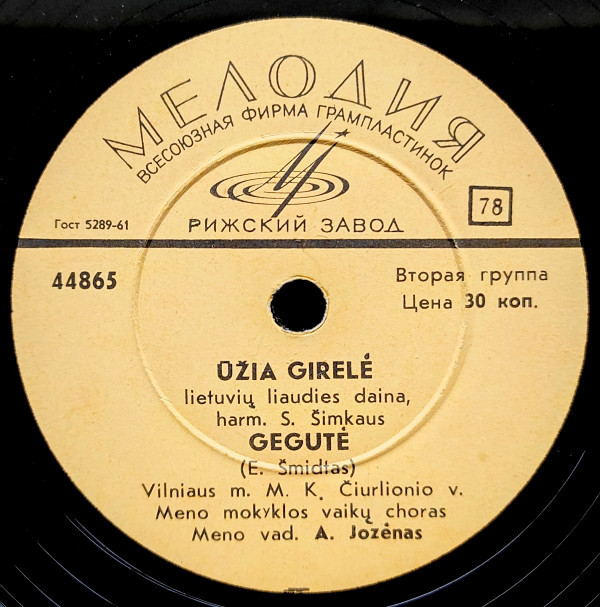 МЕЛОДИЯ
ВСЕСОЮЗНАЯ ФИРМА ГРАМПЛАСТИНОК
Гост 5289-61
РИЖСКИЙ ЗАВОД
78
44865
Вторая группа
Цена 30 коп.
ŪŽIA GIRELĖ
lietuvių liaudies daina,
harm. S. Šimkaus
GEGUTĖ
(E. Šmidtas)
Vilniaus m. M. K. Čiurlionio v.
Meno mokyklos vaikų choras
Meno vad. A. Jozėnas